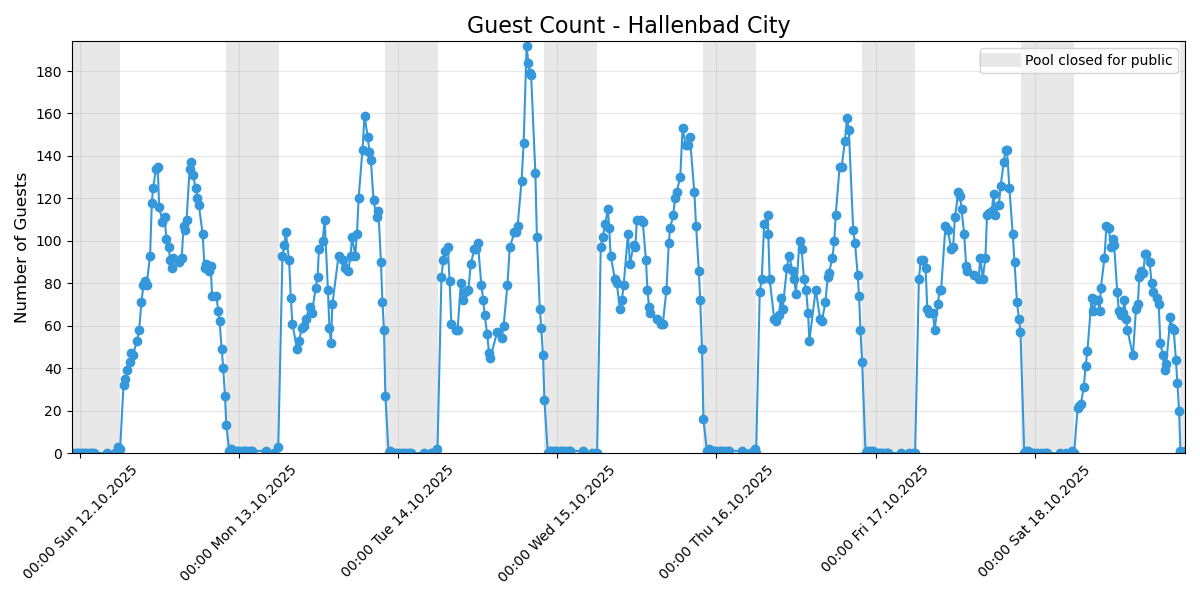 Guest Count - Hallenbad City
Pool closed for public
Number of Guests
180
160
140
120
100
80
60
40
20
0
00:00 Sun 12.10.2025
00:00 Mon 13.10.2025
00:00 Tue 14.10.2025
00:00 Wed 15.10.2025
00:00 Thu 16.10.2025
00:00 Fri 17.10.2025
00:00 Sat 18.10.2025